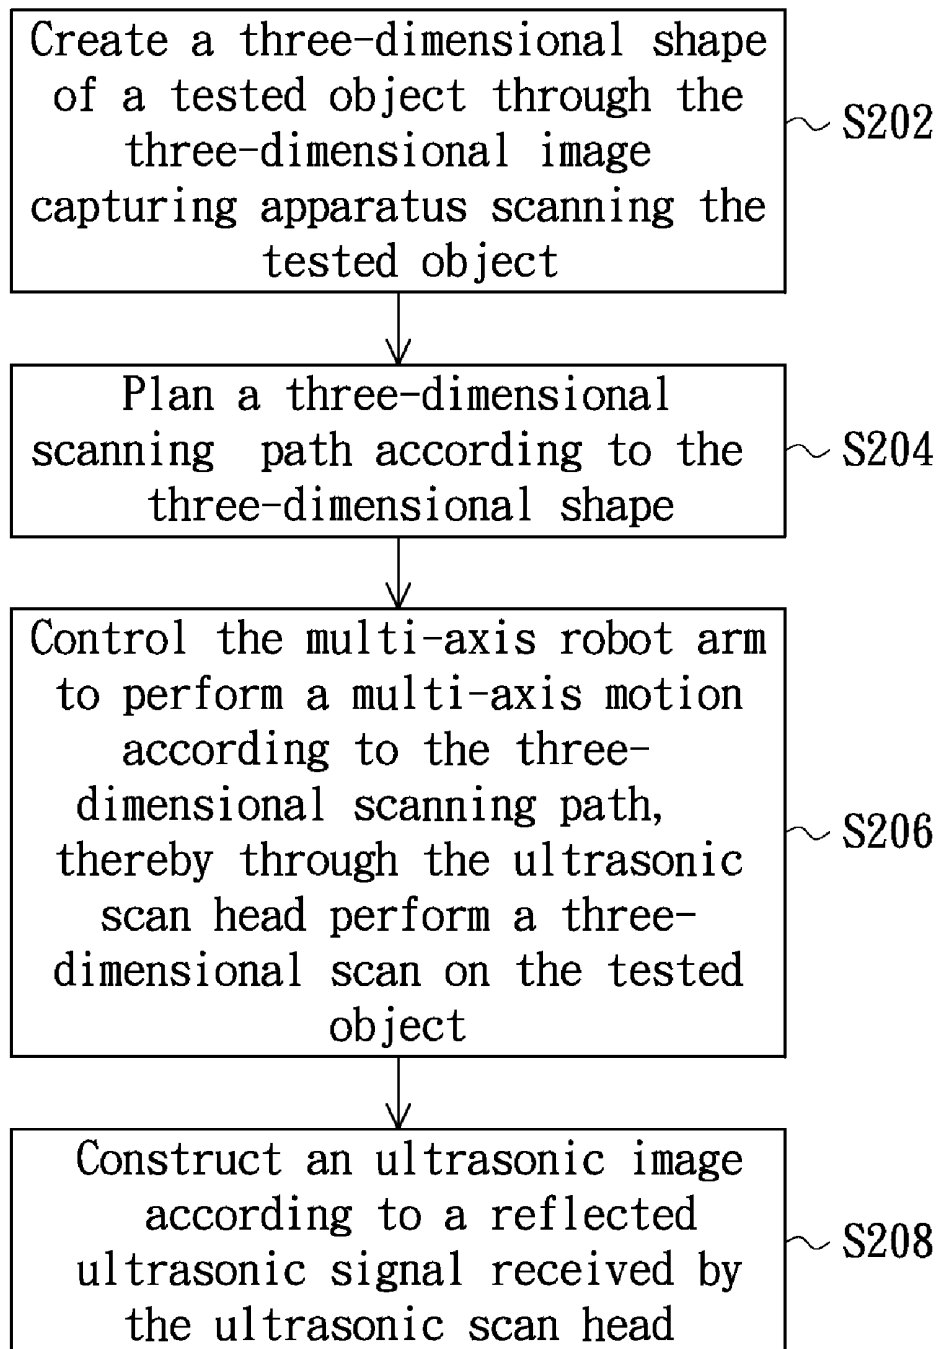 Create a three-dimensional shape
of a tested object through the
three-dimensional image
capturing apparatus scanning the
tested object
S202
Plan a three-dimensional
scanning path according to the
three-dimensional shape
S204
Control the multi-axis robot arm
to perform a multi-axis motion
according to the three-
dimensional scanning path,
thereby through the ultrasonic
scan head perform a three-
dimensional scan on the tested
object
S206
Construct an ultrasonic image
according to a reflected
ultrasonic signal received by
the ultrasonic scan head
S208